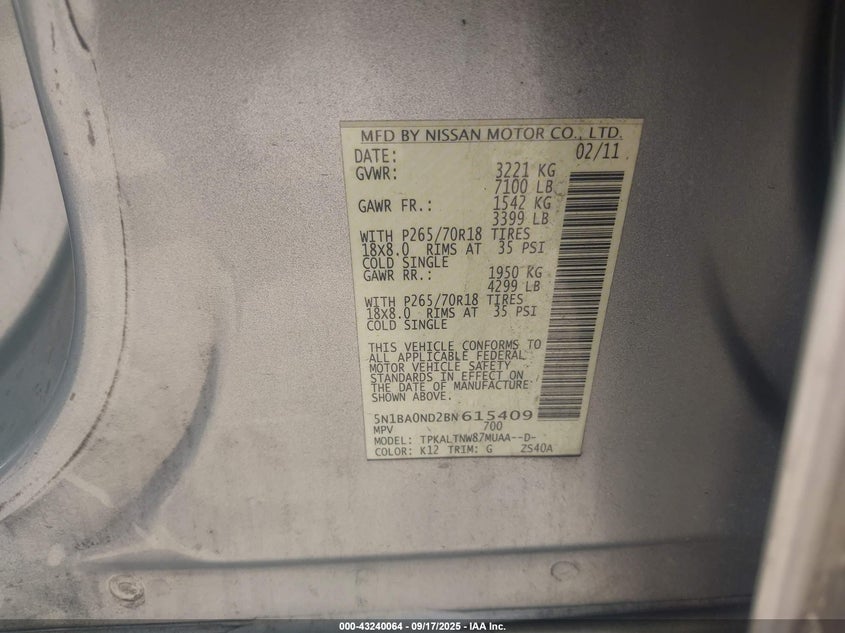 MFD BY NISSAN MOTOR CO., LTD.
DATE: 02/11
GVWR: 3221 KG
7100 LB
GAWR FR.: 1542 KG
3399 LB
WITH P265/70R18 TIRES
18X8.0 RIMS AT 35 PSI
COLD SINGLE
GAWR RR.: 1950 KG
4299 LB
WITH P265/70R18 TIRES
18X8.0 RIMS AT 35 PSI
COLD SINGLE
THIS VEHICLE CONFORMS TO
ALL APPLICABLE FEDERAL
MOTOR VEHICLE SAFETY
STANDARDS IN EFFECT ON
THE DATE OF MANUFACTURE
SHOWN ABOVE.
5N1BA0ND2BN615409
MPV 700
MODEL: TPKALTNW87MUAA--D-
COLOR: K12 TRIM: G ZS40A
000-43240064 - 09/17/2025 - IAA Inc.